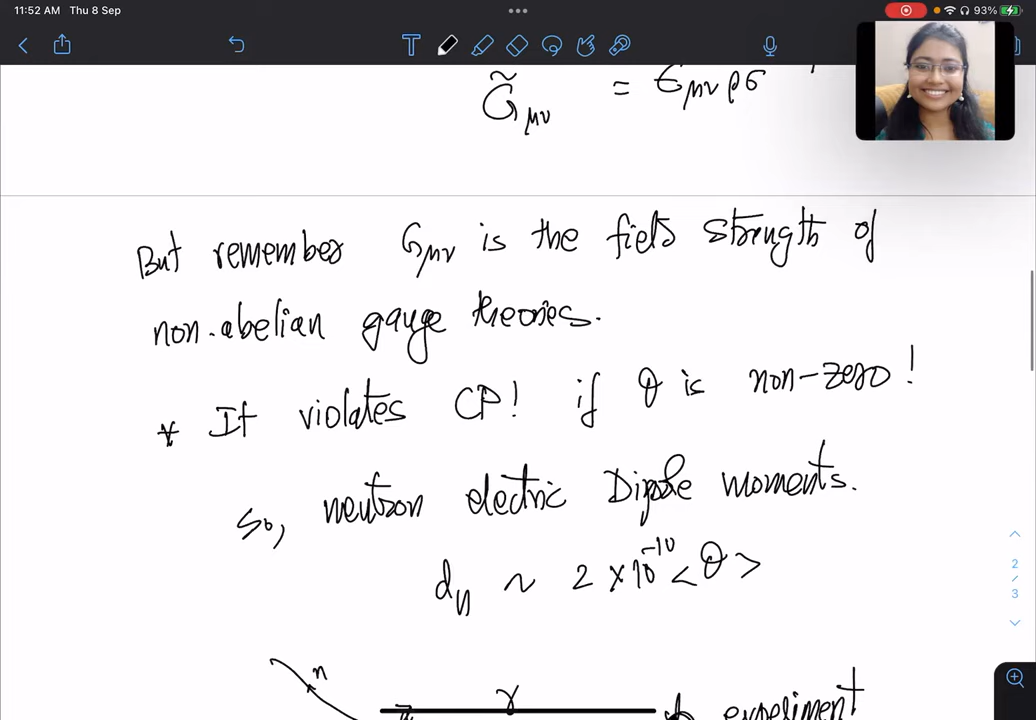 11:52 AM Thu 8 Sep
93%
G̃μν = ϵμνρσ
But remember Gμν is the field strength of
non-abelian gauge theories.
* It violates CP! if θ is non-zero!
so, neutron electric Dipole moments.
dn ~ 2 × 10^-10 <θ>
n
γ
experiment
2
/
3